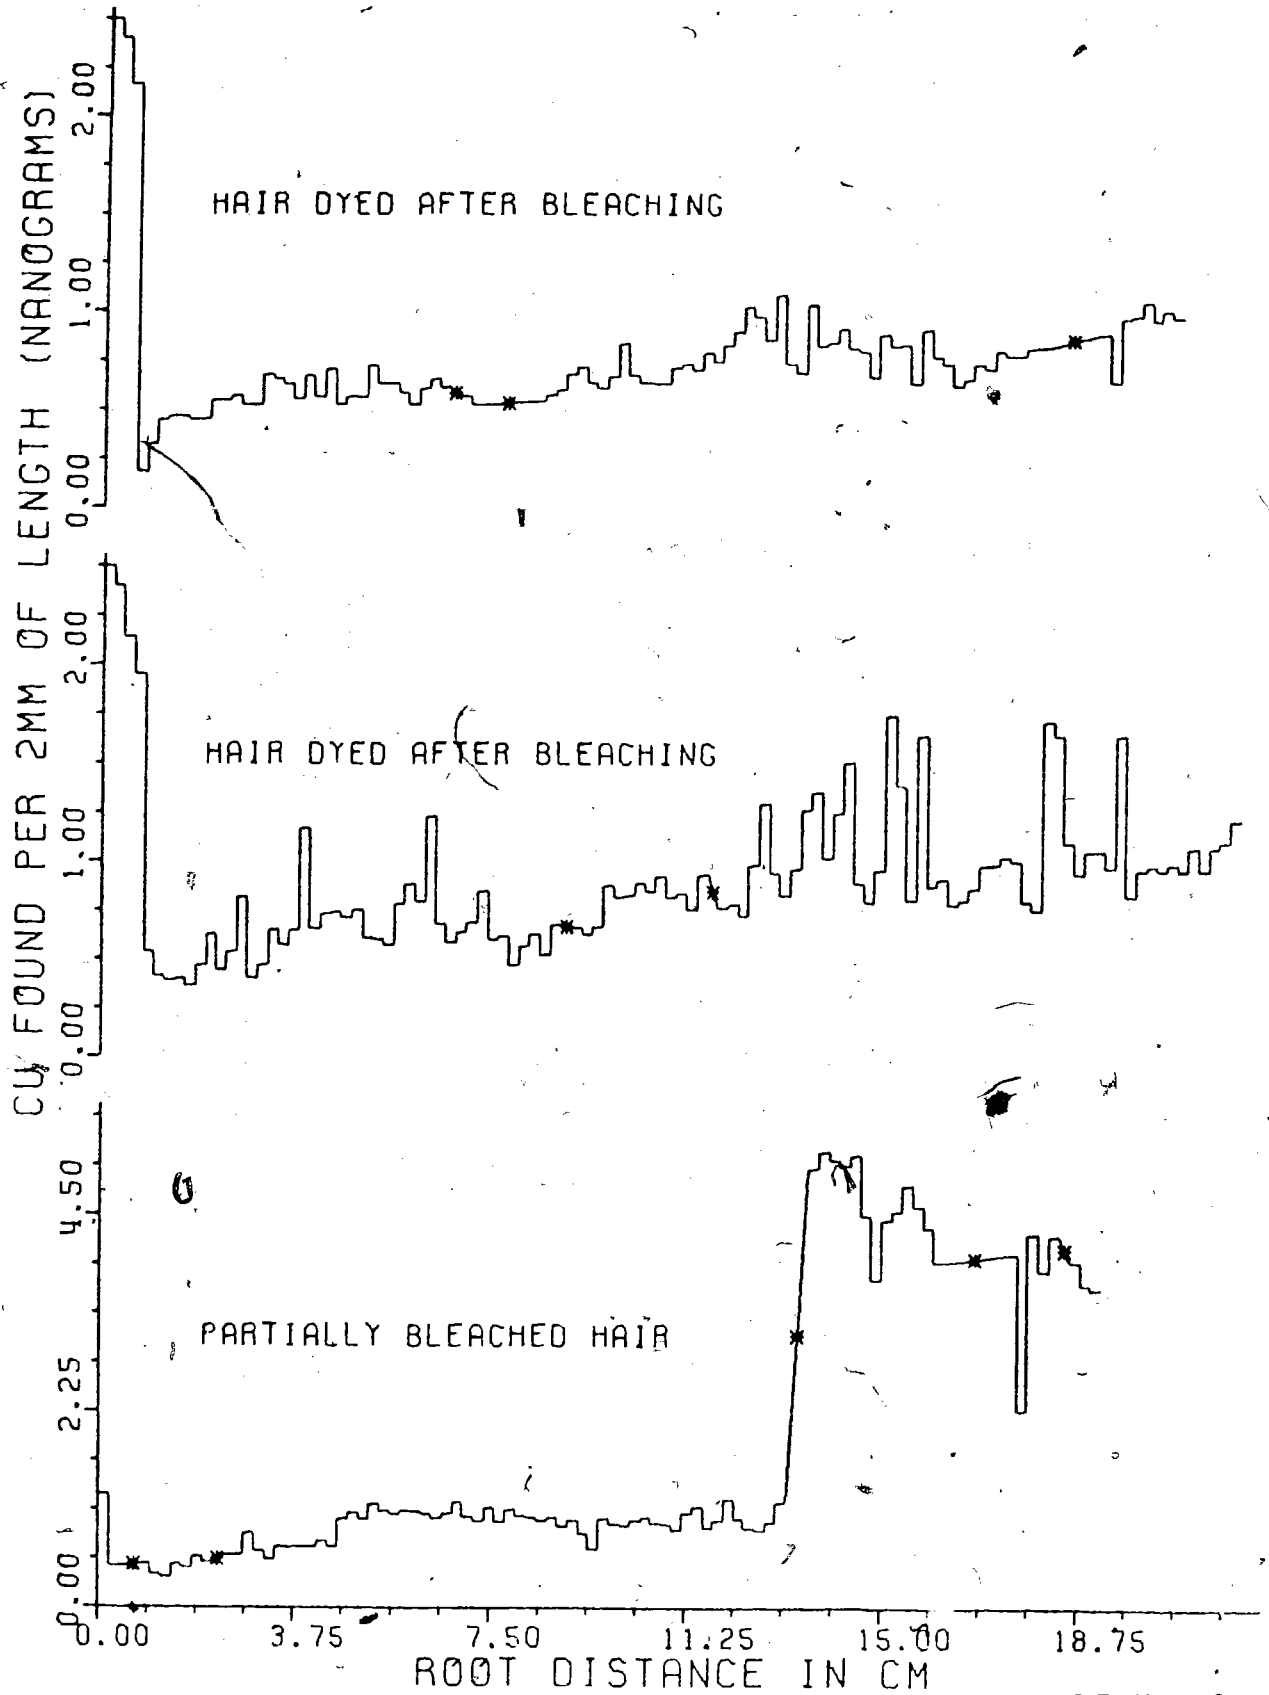 CU FOUND PER 2MM OF LENGTH (NANOGRAMS)
2.00
HAIR DYED AFTER BLEACHING
1.00
0.00
2.00
HAIR DYED AFTER BLEACHING
1.00
0.00
4.50
PARTIALLY BLEACHED HAIR
2.25
0.00
0.00 3.75 7.50 11.25 15.00 18.75
ROOT DISTANCE IN CM